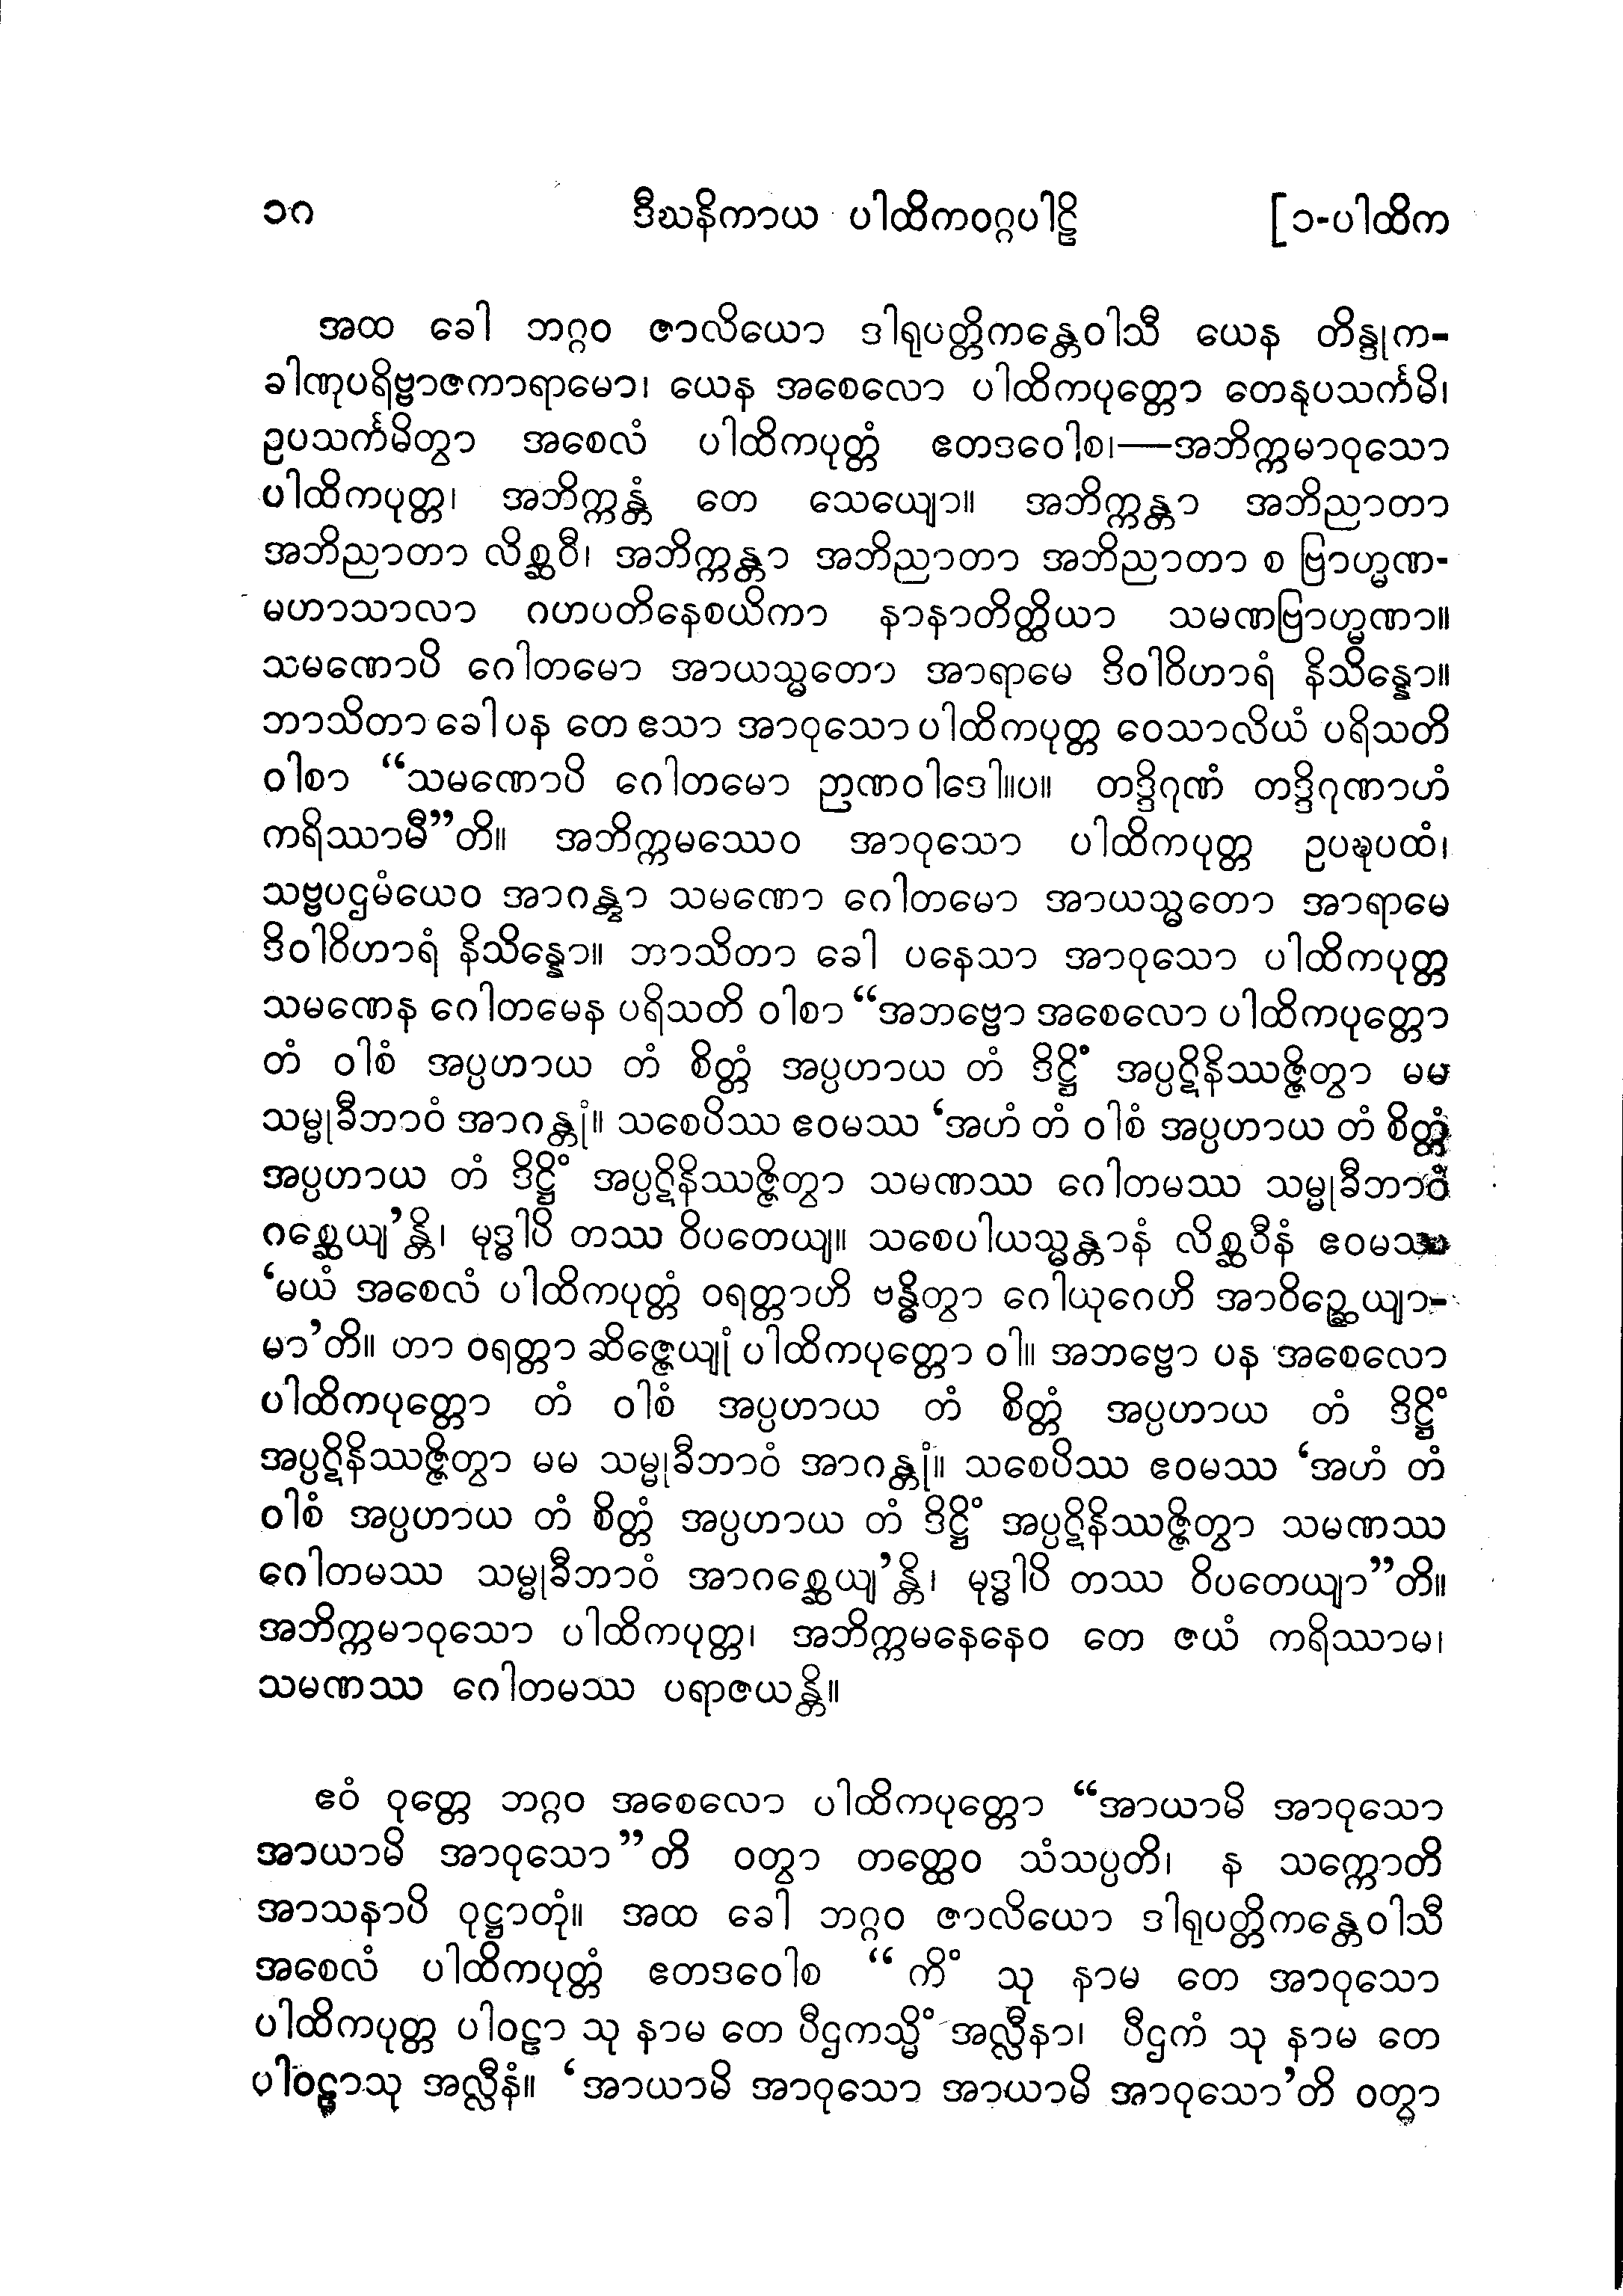 ၁ဂ ဒီဃနိကာယ ပါထိကဝဂ္ဂပါဠိ [၁-ပါထိက
အထ ခေါ ဘဂ္ဂဝ ဇာလိယော ဒါရုပတ္တိကန္တေဝါသီ ယေန တိန္ဒုက-
ခါဏုပရိဗ္ဗာဇကာရာမော၊ ယေန အစေလော ပါထိကပုတ္တော တေနုပသင်္ကမိ၊
ဥပသင်္ကမိတွာ အစေလံ ပါထိကပုတ္တံ ဧတဒဝေါစ၊—အဘိက္ကမာဝုသော
ပါထိကပုတ္တ၊ အဘိက္ကန္တံ တေ သေယျော။ အဘိက္ကန္တာ အဘိညာတာ
အဘိညာတာ လိစ္ဆဝီ၊ အဘိက္ကန္တာ အဘိညာတာ အဘိညာတာ စ ဗြာဟ္မဏ-
မဟာသာလာ ဂဟပတိနေစယိကာ နာနာတိတ္ထိယာ သမဏဗြာဟ္မဏာ။
သမဏောပိ ဂေါတမော အာယသ္မတော အာရာမေ ဒိဝါဝိဟာရံ နိသိန္နော။
ဘာသိတာ ခေါ ပန တေ ဧသာ အာဝုသော ပါထိကပုတ္တ ဝေသာလိယံ ပရိသတိ
ဝါစာ “သမဏောပိ ဂေါတမော ဉာဏဝါဒေါ။ပ။ တဒ္ဒိဂုဏံ တဒ္ဒိဂုဏာဟံ
ကရိဿာမီ”တိ။ အဘိက္ကမဿေဝ အာဝုသော ပါထိကပုတ္တ ဥပဍ္ဎပထံ၊
သဗ္ဗပဌမံယေဝ အာဂန္တွာ သမဏော ဂေါတမော အာယသ္မတော အာရာမေ
ဒိဝါဝိဟာရံ နိသိန္နော။ ဘာသိတာ ခေါ ပနေသာ အာဝုသော ပါထိကပုတ္တ
သမဏေန ဂေါတမေန ပရိသတိ ဝါစာ “အဘဗ္ဗော အစေလော ပါထိကပုတ္တော
တံ ဝါစံ အပ္ပဟာယ တံ စိတ္တံ အပ္ပဟာယ တံ ဒိဋ္ဌိံ အပ္ပဋိနိဿဇ္ဇိတွာ မမ
သမ္မုခီဘာဝံ အာဂန္တုံ။ သစေပိဿ ဧဝမဿ ‘အဟံ တံ ဝါစံ အပ္ပဟာယ တံ စိတ္တံ
အပ္ပဟာယ တံ ဒိဋ္ဌိံ အပ္ပဋိနိဿဇ္ဇိတွာ သမဏဿ ဂေါတမဿ သမ္မုခီဘာဝံ
ဂစ္ဆေယျ’န္တိ၊ မုဒ္ဓါပိ တဿ ဝိပတေယျ။ သစေပါယသ္မန္တာနံ လိစ္ဆဝီနံ ဧဝမဿ
‘မယံ အစေလံ ပါထိကပုတ္တံ ဝရတ္တာဟိ ဗန္ဓိတွာ ဂေါယုဂေဟိ အာဝိဉ္ဆေယျာ-
မာ’တိ။ တာ ဝရတ္တာ ဆိဇ္ဇေယျုံ ပါထိကပုတ္တော ဝါ။ အဘဗ္ဗော ပန အစေလော
ပါထိကပုတ္တော တံ ဝါစံ အပ္ပဟာယ တံ စိတ္တံ အပ္ပဟာယ တံ ဒိဋ္ဌိံ
အပ္ပဋိနိဿဇ္ဇိတွာ မမ သမ္မုခီဘာဝံ အာဂန္တုံ။ သစေပိဿ ဧဝမဿ ‘အဟံ တံ
ဝါစံ အပ္ပဟာယ တံ စိတ္တံ အပ္ပဟာယ တံ ဒိဋ္ဌိံ အပ္ပဋိနိဿဇ္ဇိတွာ သမဏဿ
ဂေါတမဿ သမ္မုခီဘာဝံ အာဂစ္ဆေယျ’န္တိ၊ မုဒ္ဓါပိ တဿ ဝိပတေယျာ”တိ။
အဘိက္ကမာဝုသော ပါထိကပုတ္တ၊ အဘိက္ကမနေနေဝ တေ ဇယံ ကရိဿာမ၊
သမဏဿ ဂေါတမဿ ပရာဇယန္တိ။
ဧဝံ ဝုတ္တေ ဘဂ္ဂဝ အစေလော ပါထိကပုတ္တော “အာယာမိ အာဝုသော
အာယာမိ အာဝုသော”တိ ဝတွာ တတ္ထေဝ သံသပ္ပတိ၊ န သက္ကောတိ
အာသနာပိ ဝုဋ္ဌာတုံ။ အထ ခေါ ဘဂ္ဂဝ ဇာလိယော ဒါရုပတ္တိကန္တေဝါသီ
အစေလံ ပါထိကပုတ္တံ ဧတဒဝေါစ “ကိံ သု နာမ တေ အာဝုသော
ပါထိကပုတ္တ ပါဝဠာ သု နာမ တေ ပီဌကသ္မိံ အလ္လီနာ၊ ပီဌကံ သု နာမ တေ
ပါဝဠာသု အလ္လီနံ။ ‘အာယာမိ အာဝုသော အာယာမိ အာဝုသော’တိ ဝတွာ